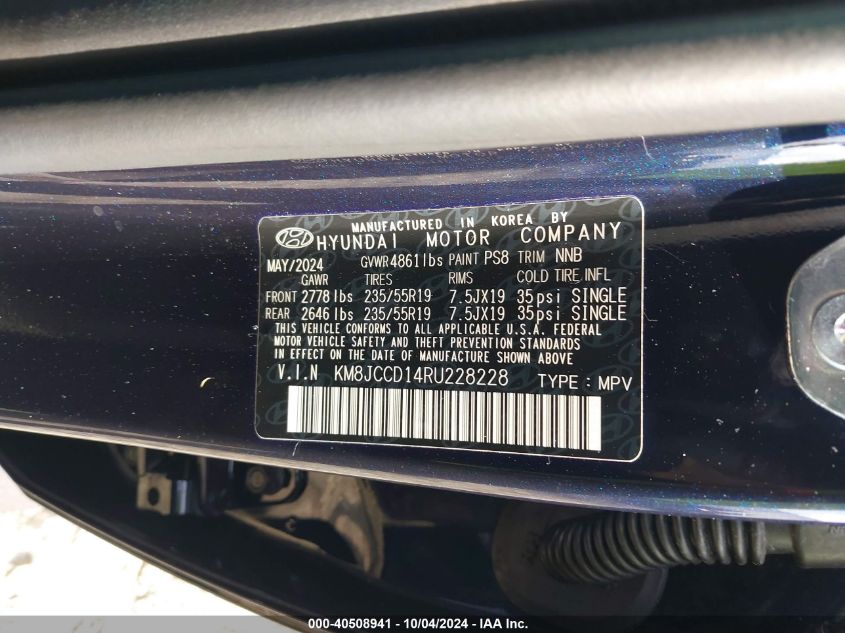 MANUFACTURED IN KOREA BY
HYUNDAI MOTOR COMPANY
MAY/2024 GVWR 4861 lbs PAINT PS8 TRIM NNB
GAWR TIRES RIMS COLD TIRE INFL
FRONT 2778 lbs 235/55R19 7.5JX19 35psi SINGLE
REAR 2646 lbs 235/55R19 7.5JX19 35psi SINGLE
THIS VEHICLE CONFORMS TO ALL APPLICABLE U.S.A. FEDERAL
MOTOR VEHICLE SAFETY AND THEFT PREVENTION STANDARDS
IN EFFECT ON THE DATE OF MANUFACTURE SHOWN ABOVE
V.I.N KM8JCCD14RU228228 TYPE : MPV
000-40508941 - 10/04/2024 - IAA Inc.